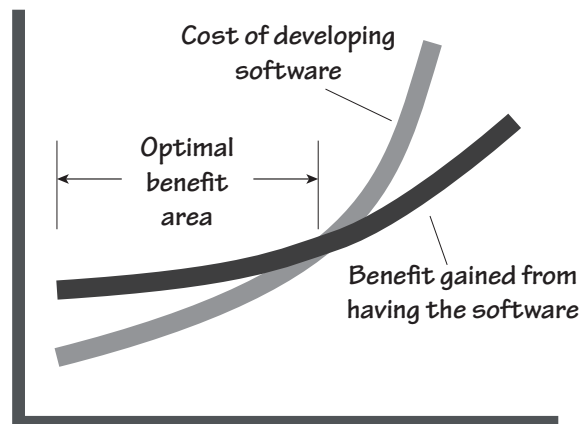 Cost of developing
software
Optimal
benefit
area
Benefit gained from
having the software